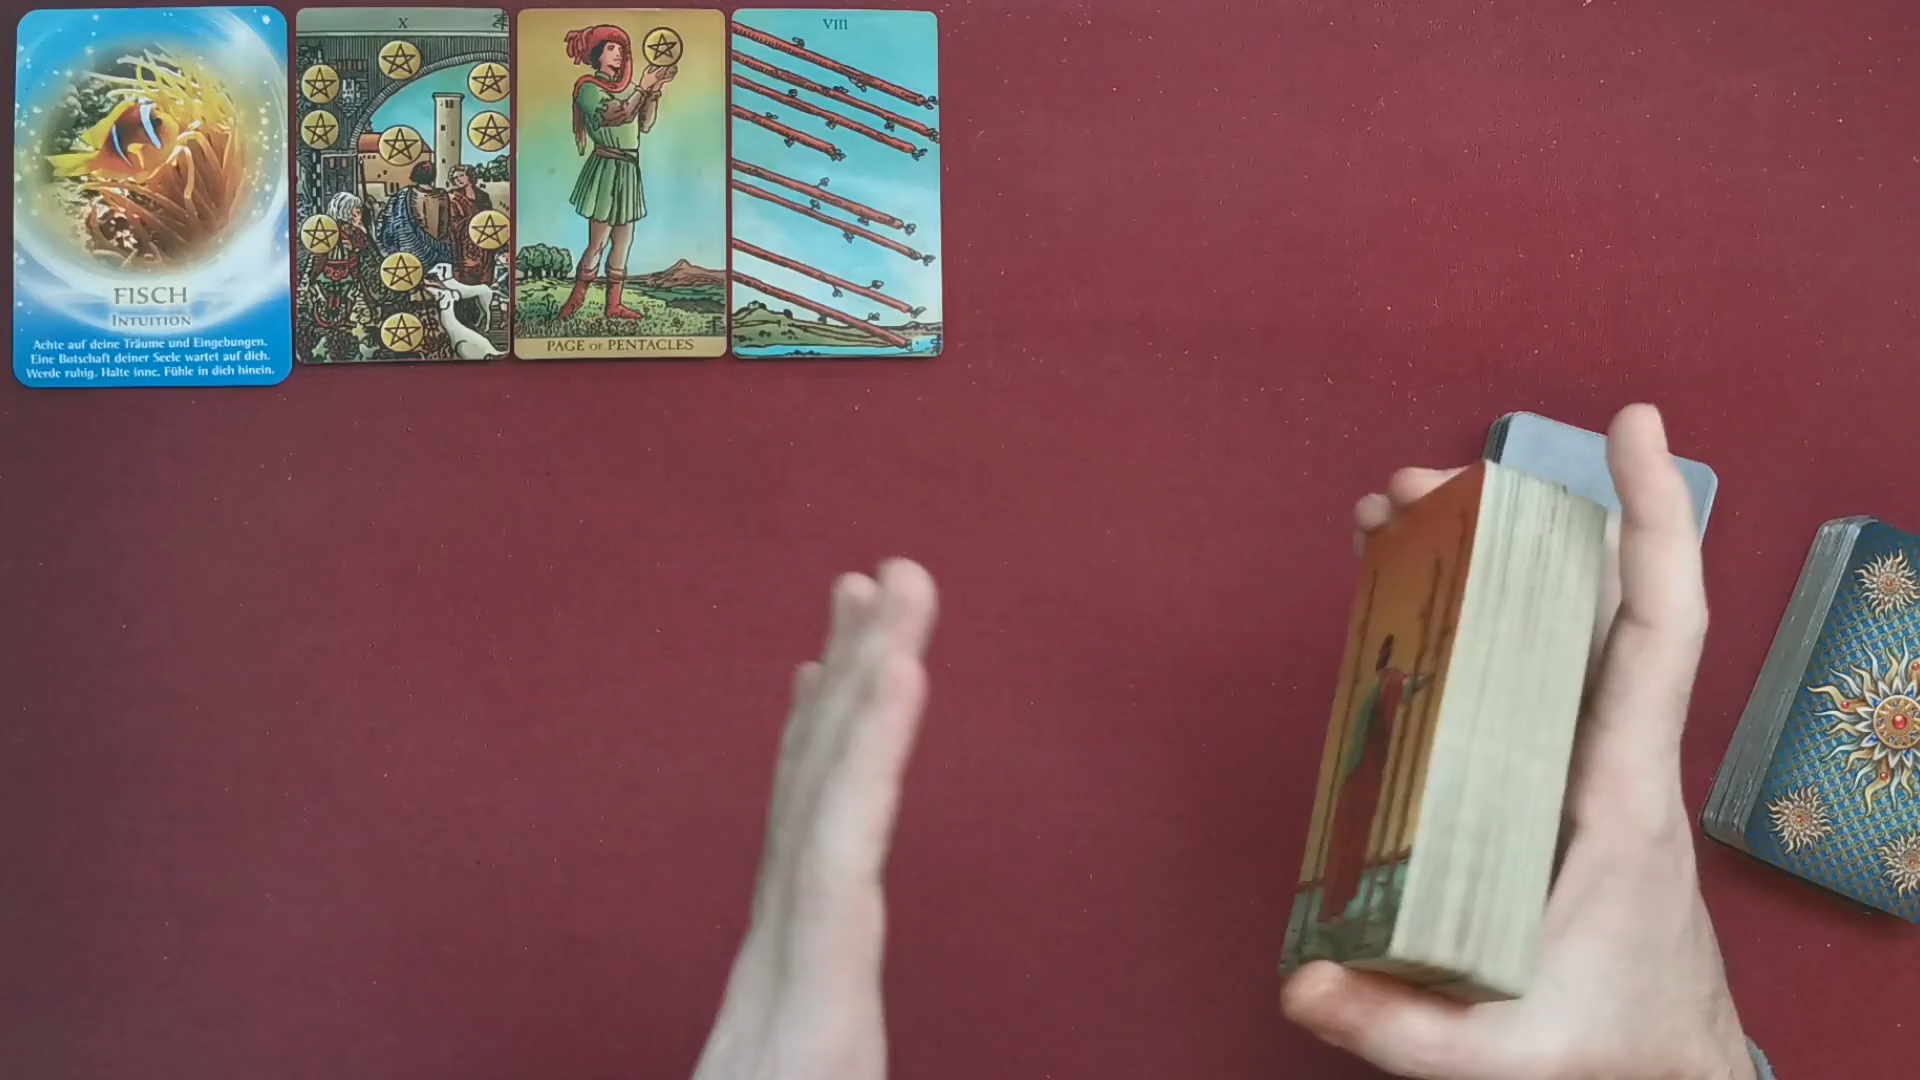 FISCH
INTUITION
Achte auf deine Träume und Eingebungen.
Eine Botschaft deiner Seele wartet auf dich.
Werde ruhig. Halte inne. Fühle in dich hinein.
X
PAGE OF PENTACLES
VIII